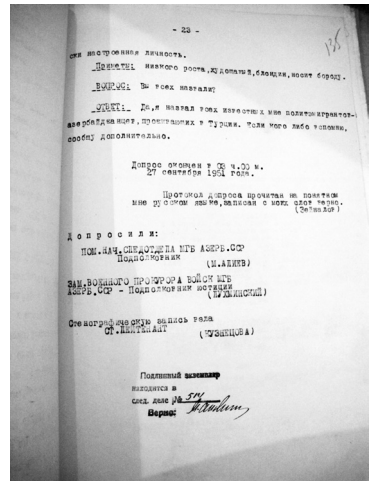 - 23 -
135
ски настроенная личность.
Приметы: низкого роста, худощавый, блондин, носит бороду.
ВОПРОС: Вы всех назвали?
ОТВЕТ: Да, я назвал всех известных мне политэмигрантов-
азербайджанцев, проживавших в Турции. Если кого либо вспомню,
сообщу дополнительно.
Допрос окончен в 03 ч. 00 м.
27 сентября 1951 года.
Протокол допроса прочитан на понятном
мне русском языке, записан с моих слов верно.
(Зейналов)
Допросили:
ПОМ.НАЧ.СЛЕДОТДЕЛА МГБ АЗЕРБ.ССР
Подполковник
(М.АЛИЕВ)
ЗАМ.ВОЕННОГО ПРОКУРОРА ВОЙСК МГБ
АЗЕРБ.ССР - Подполковник юстиции
Стенографическую запись вела
СТ.ЛЕЙТЕНАНТ
(КУЗНЕЦОВА)
Подлинный экземпляр
находится в
след. деле № 514
Верно: